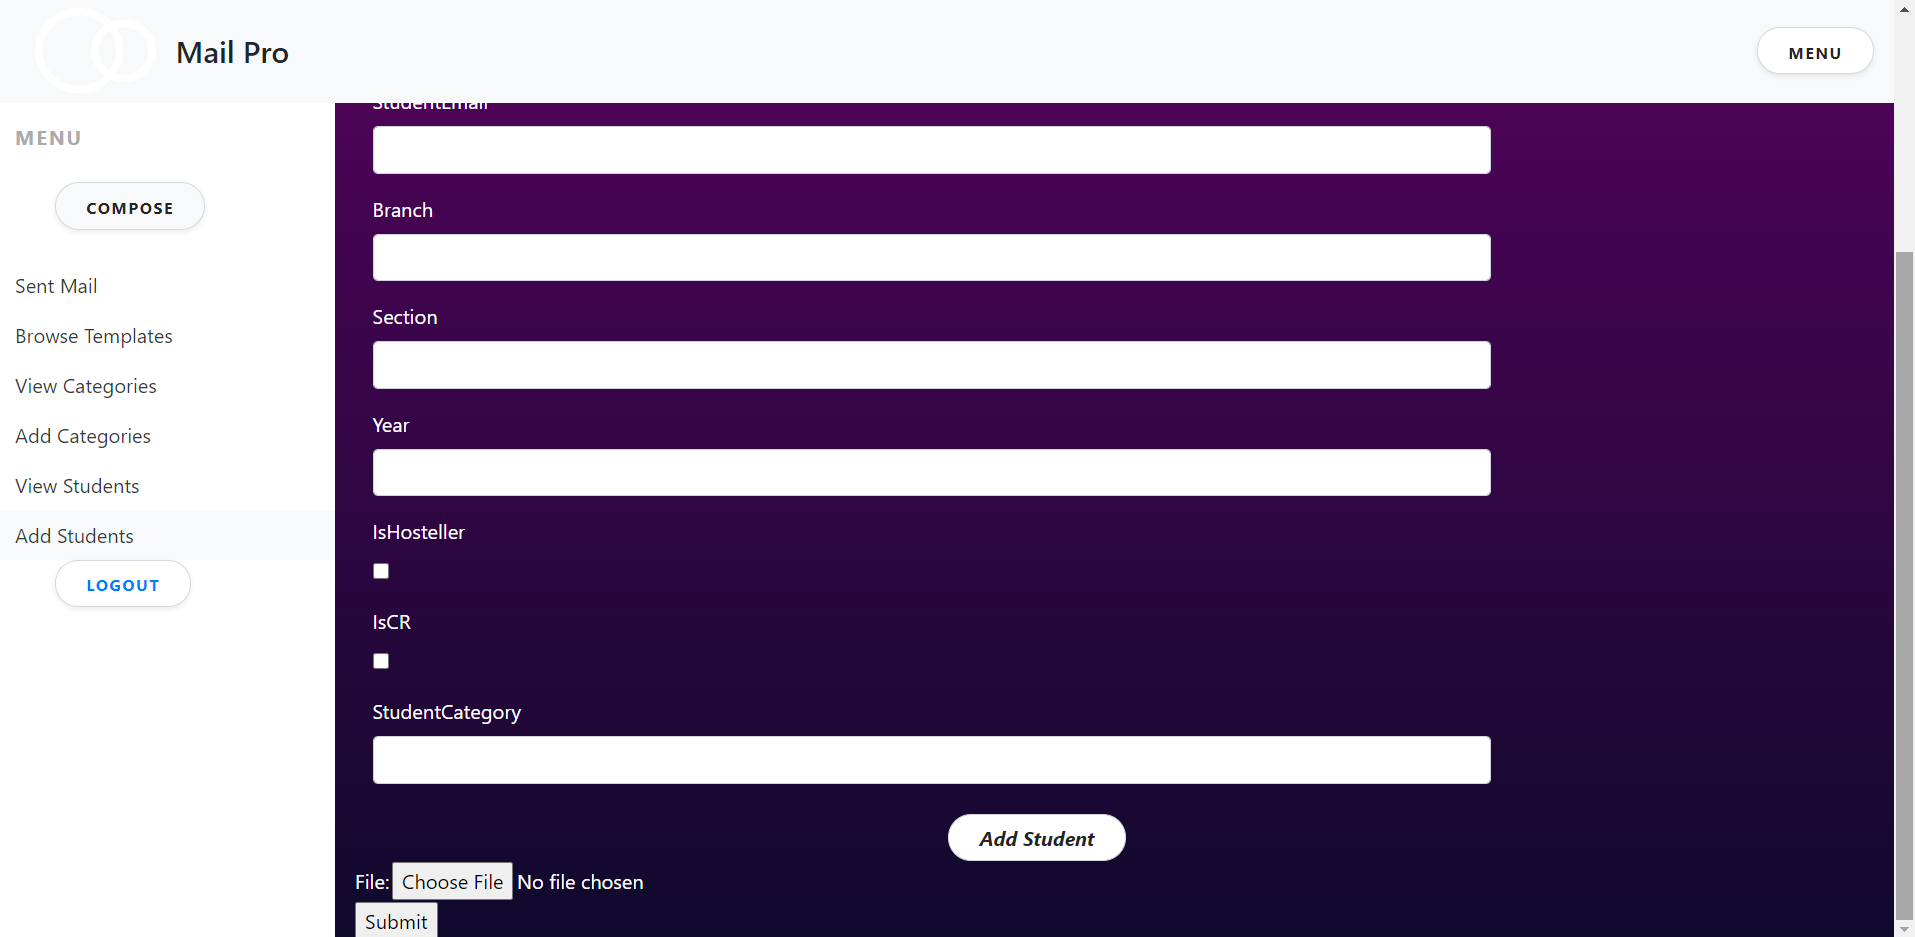 Mail Pro
MENU
MENU
COMPOSE
Sent Mail
Browse Templates
View Categories
Add Categories
View Students
Add Students
LOGOUT
StudentEmail
Branch
Section
Year
IsHosteller
IsCR
StudentCategory
Add Student
File: Choose File No file chosen
Submit